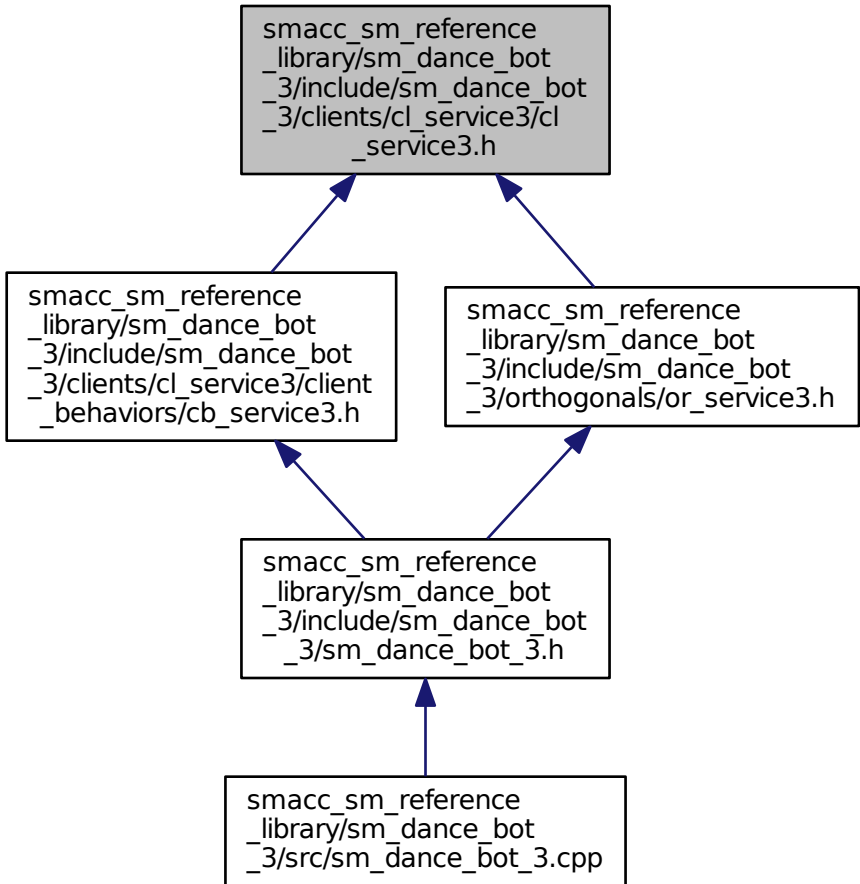 smacc_sm_reference
_library/sm_dance_bot
_3/include/sm_dance_bot
_3/clients/cl_service3/cl
_service3.h
smacc_sm_reference
_library/sm_dance_bot
_3/include/sm_dance_bot
_3/clients/cl_service3/client
_behaviors/cb_service3.h
smacc_sm_reference
_library/sm_dance_bot
_3/include/sm_dance_bot
_3/orthogonals/or_service3.h
smacc_sm_reference
_library/sm_dance_bot
_3/include/sm_dance_bot
_3/sm_dance_bot_3.h
smacc_sm_reference
_library/sm_dance_bot
_3/src/sm_dance_bot_3.cpp